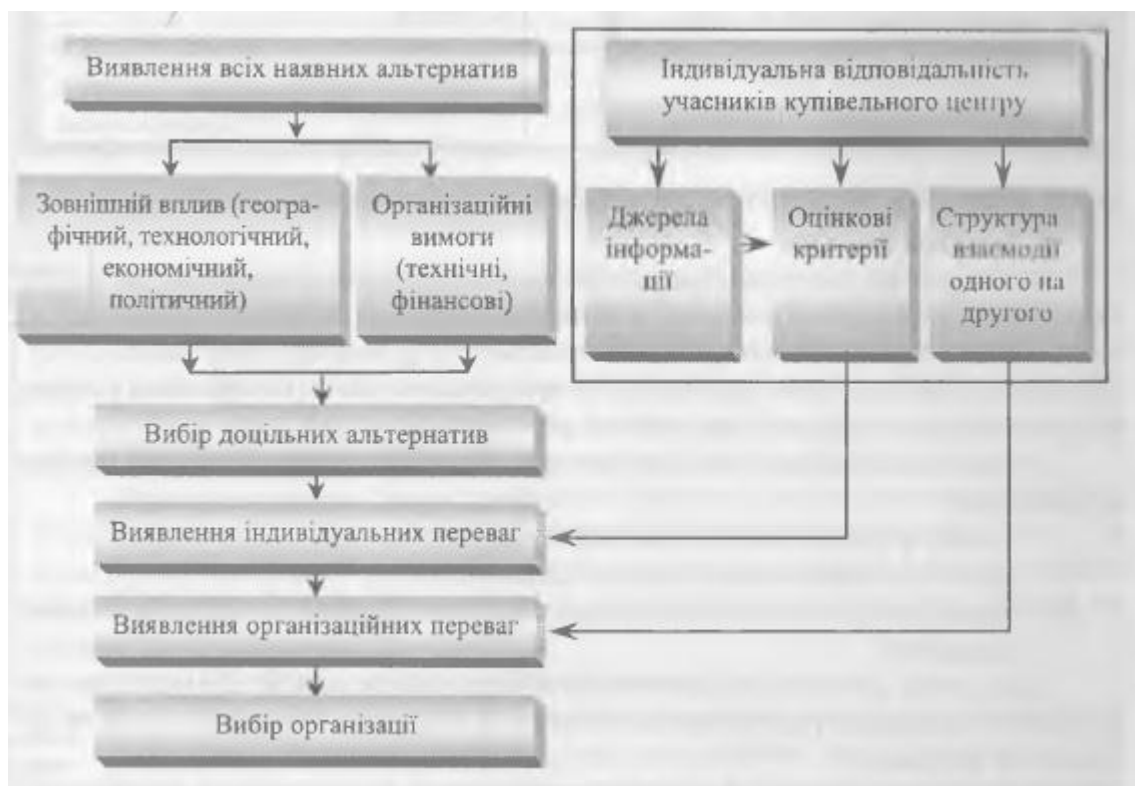 Виявлення всіх наявних альтернатив
Індивідуальна відповідальність
учасників купівельного центру
Зовнішній вплив (геогра-
фічний, технологічний,
економічний,
політичний)
Організаційні
вимоги
(технічні,
фінансові)
Джерела
інформа-
ції
Оцінкові
критерії
Структура
взаємодії
одного на
другого
Вибір доцільних альтернатив
Виявлення індивідуальних переваг
Виявлення організаційних переваг
Вибір організації